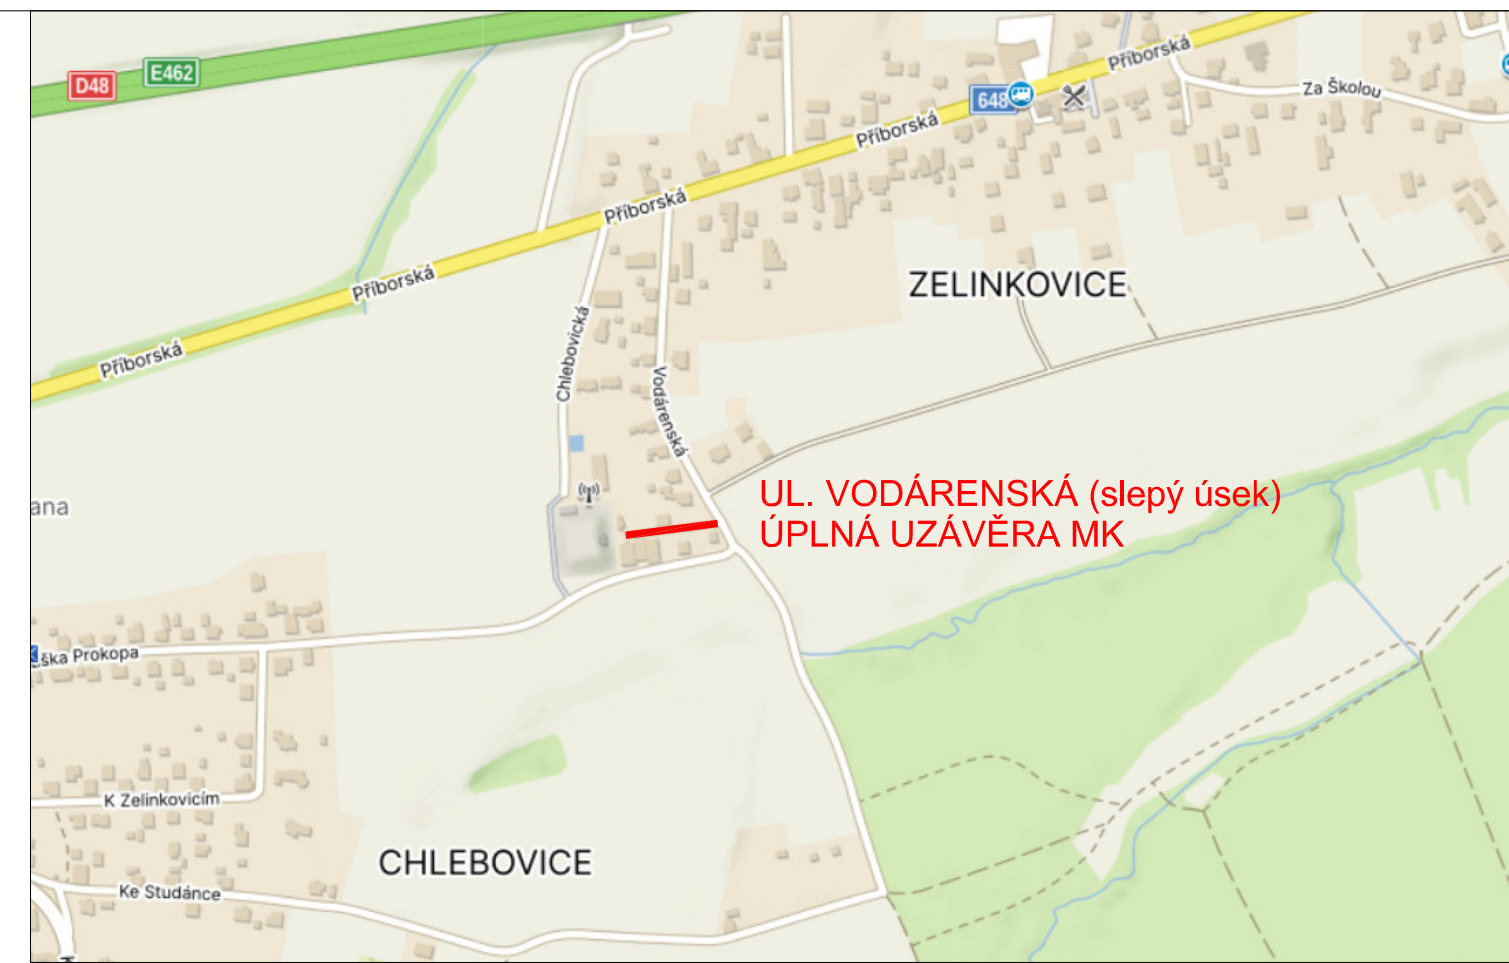 Příborská
E462
D48
Za Školou
648
Příborská
Příborská
ZELINKOVICE
Příborská
Chlebovická
Příborská
Vodárenská
UL. VODÁRENSKÁ (slepý úsek)
ana
ÚPLNÁ UZÁVĚRA MK
ška Prokopa
K Zelinkovicím
CHLEBOVICE
Ke Studánce